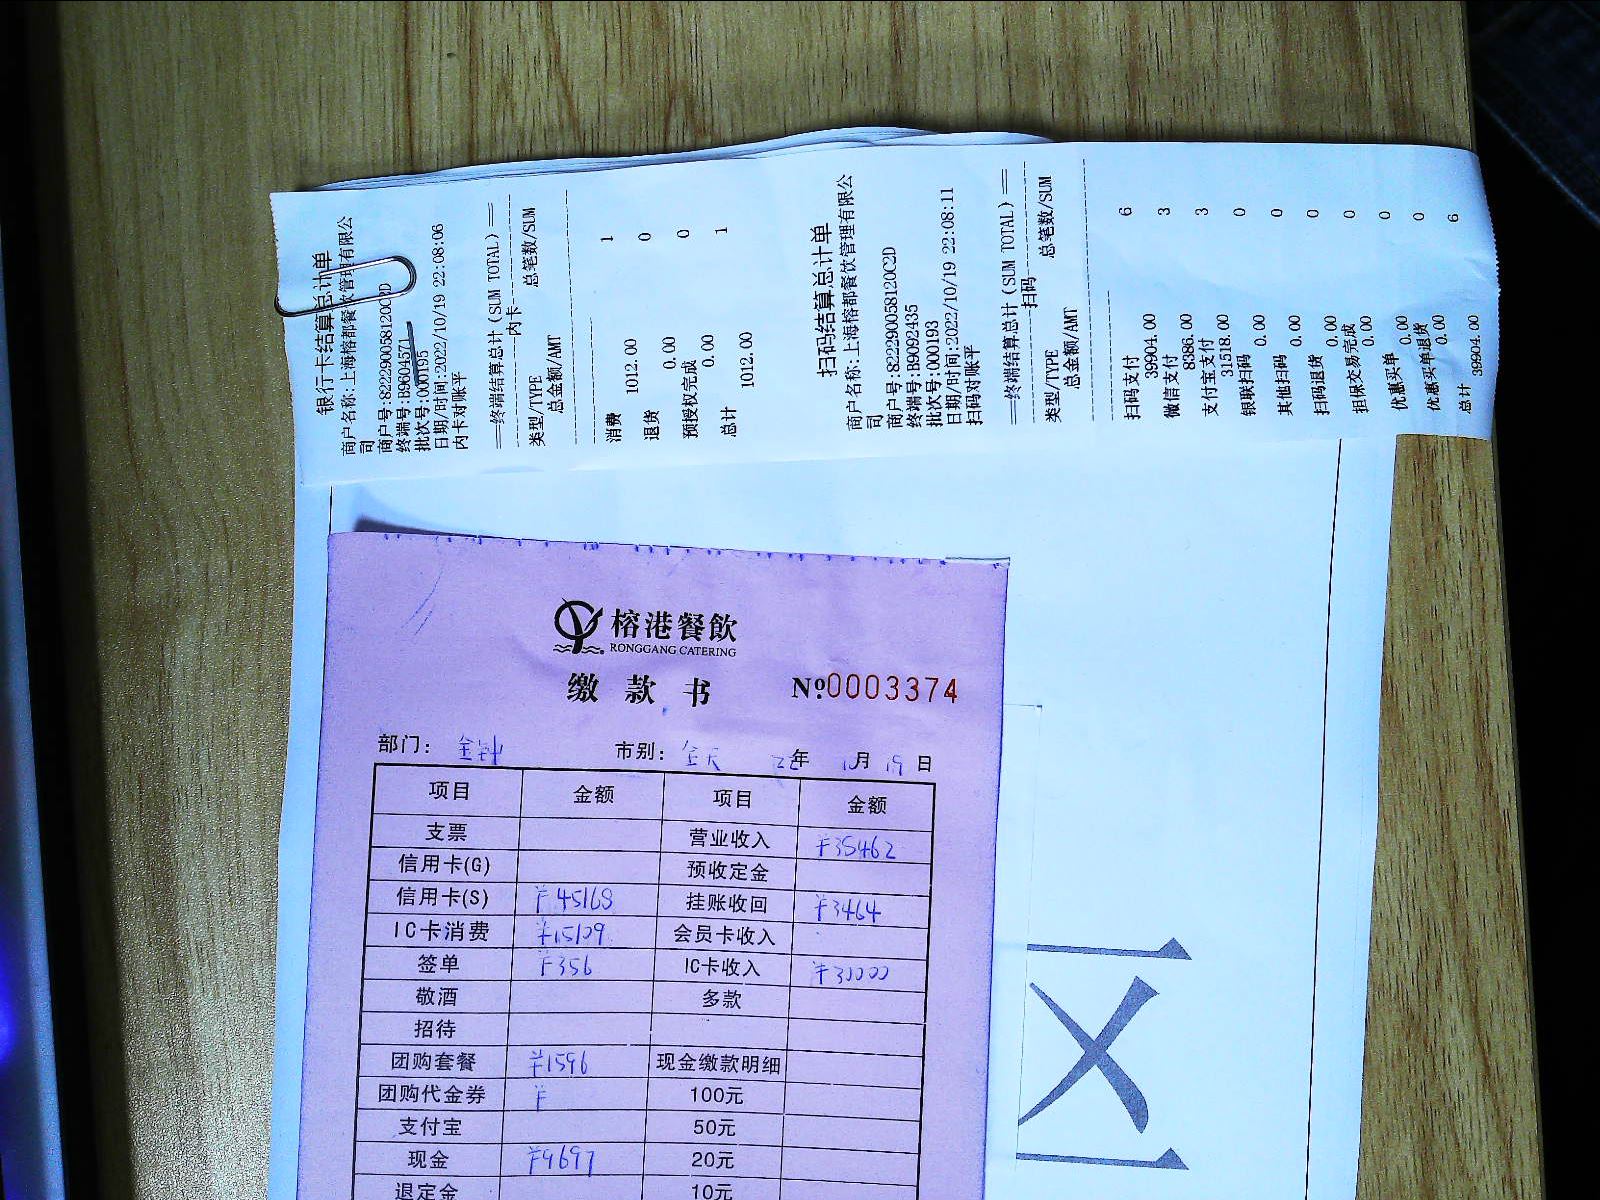 银行卡结算总计单
商户名称:上海榕都餐饮管理有限公
司
商户号:82229005812OC2D
终端号:B9604571
批次号:000195
日期/时间:2022/10/19 22:08:06
内卡对账平
==终端结算总计(SUM TOTAL)==
内卡
类型/TYPE 总笔数/SUM
总金额/AMT
消费 1
1012.00
退货 0
0.00
预授权完成 0
0.00
总计 1
1012.00
扫码结算总计单
商户名称:上海榕都餐饮管理有限公
司
商户号:82229005812OC2D
终端号:B9092435
批次号:000193
日期/时间:2022/10/19 22:08:11
扫码对账平
==终端结算总计(SUM TOTAL)==
扫码
类型/TYPE 总笔数/SUM
总金额/AMT
扫码支付 6
39904.00
微信支付 3
8386.00
支付宝支付 3
31518.00
银联扫码 0
0.00
其他扫码 0
0.00
扫码退货 0
0.00
担保交易完成 0
0.00
优惠买单 0
0.00
优惠买单退货 0
0.00
总计 39904.00 6
榕港餐飲
RONGGANG CATERING
缴款书 №0003374
部门: 市别: 全天 22年 10月 19日
项目 金额 项目 金额
支票 营业收入 ¥35462
信用卡(G) 预收定金
信用卡(S) ¥45168 挂账收回 ¥3464
IC卡消费 ¥15109 会员卡收入
签单 ¥356 IC卡收入 ¥30000
敬酒 多款
招待
团购套餐 ¥1596 现金缴款明细
团购代金券 ¥ 100元
支付宝 50元
现金 ¥9697 20元
退定金 10元